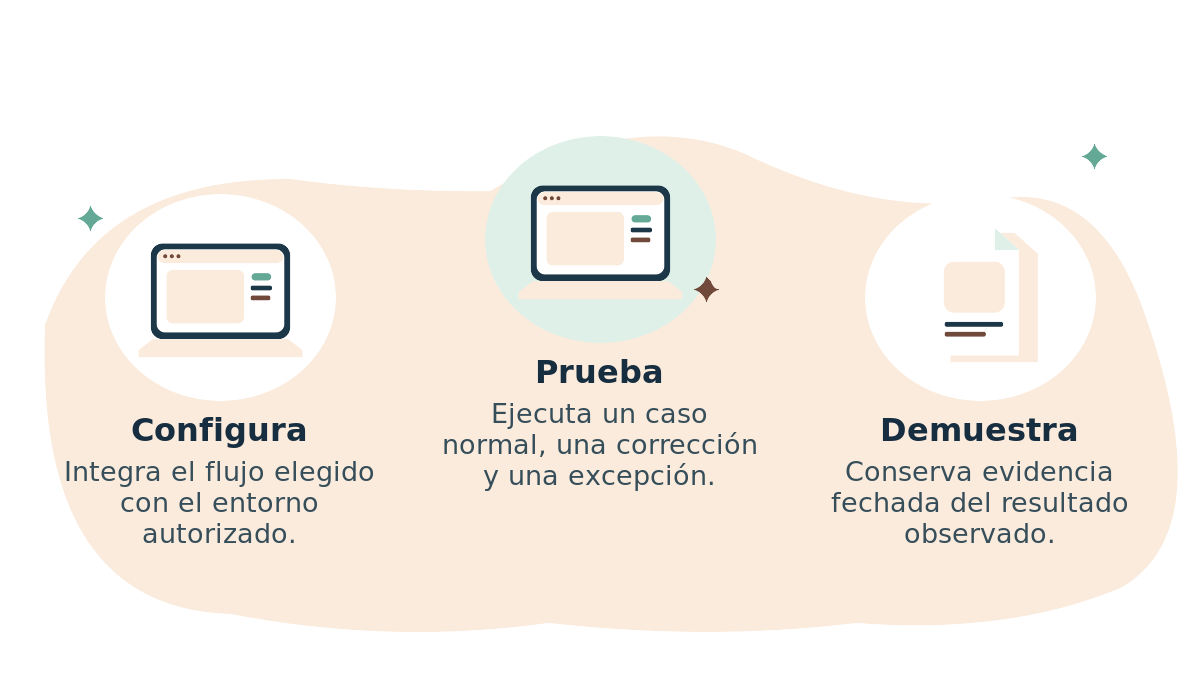 Configura
Integra el flujo elegido
con el entorno
autorizado.
Prueba
Ejecuta un caso
normal, una corrección
y una excepción.
Demuestra
Conserva evidencia
fechada del resultado
observado.